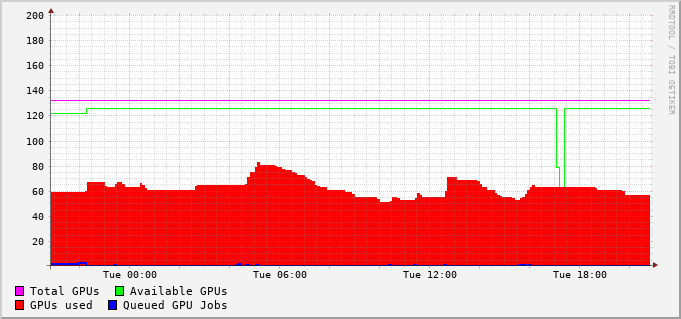 200
180
160
140
120
100
80
60
40
20
Tue 00:00 Tue 06:00 Tue 12:00 Tue 18:00
Total GPUs Available GPUs
GPUs used Queued GPU Jobs
RRDTOOL / TOBI OETIKER